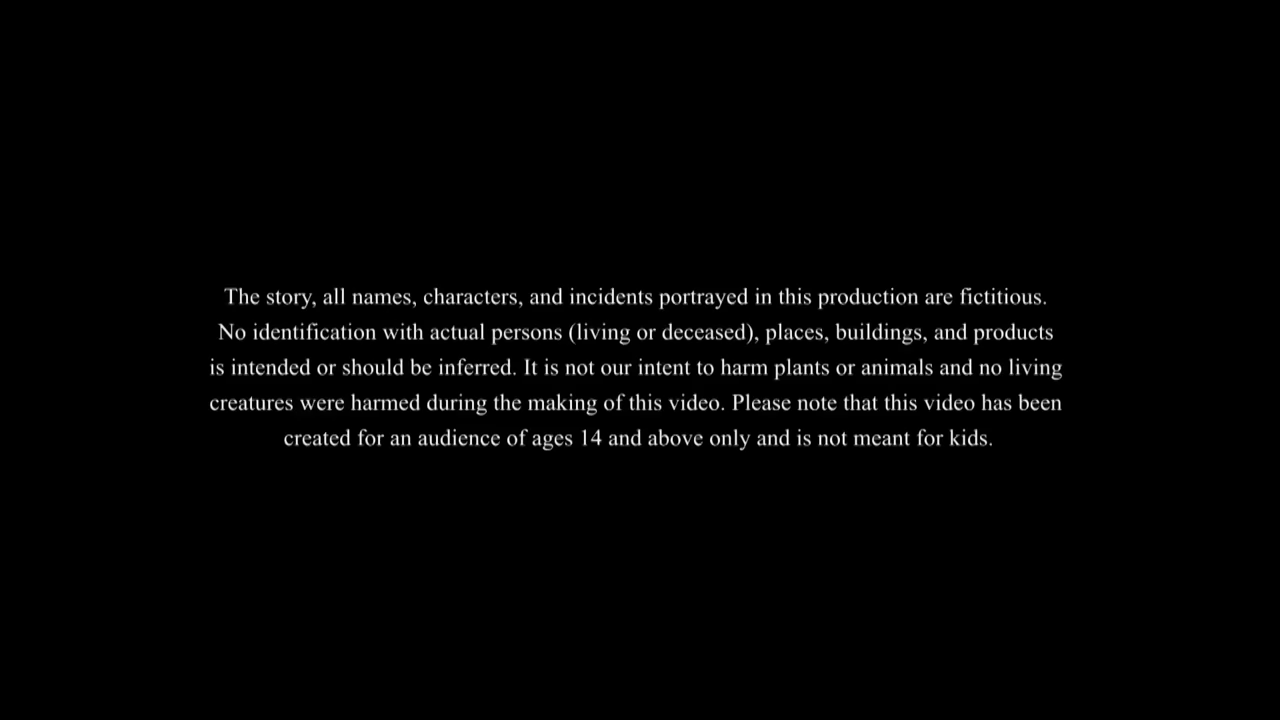 The story, all names, characters, and incidents portrayed in this production are fictitious.
No identification with actual persons (living or deceased), places, buildings, and products
is intended or should be inferred. It is not our intent to harm plants or animals and no living
creatures were harmed during the making of this video. Please note that this video has been
created for an audience of ages 14 and above only and is not meant for kids.